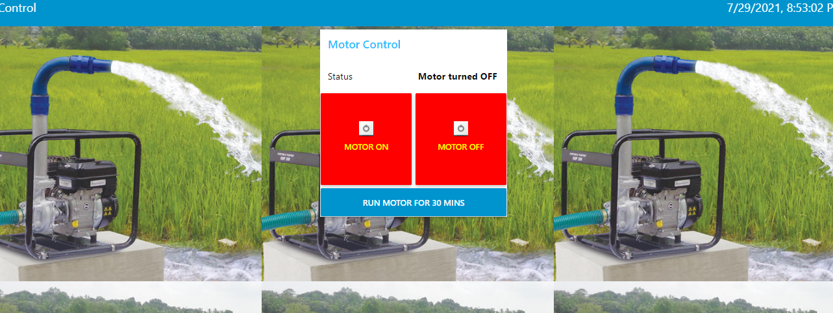 Control
7/29/2021, 8:53:02 P
Motor Control
Status Motor turned OFF
MOTOR ON MOTOR OFF
RUN MOTOR FOR 30 MINS